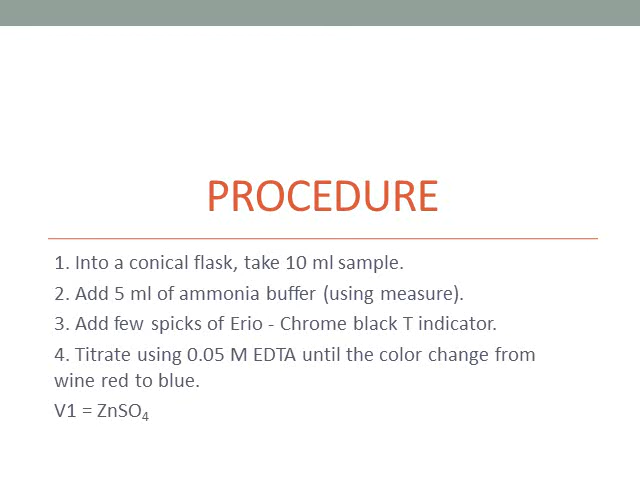 PROCEDURE
1. Into a conical flask, take 10 ml sample.
2. Add 5 ml of ammonia buffer (using measure).
3. Add few spicks of Erio - Chrome black T indicator.
4. Titrate using 0.05 M EDTA until the color change from
wine red to blue.
V1 = ZnSO₄